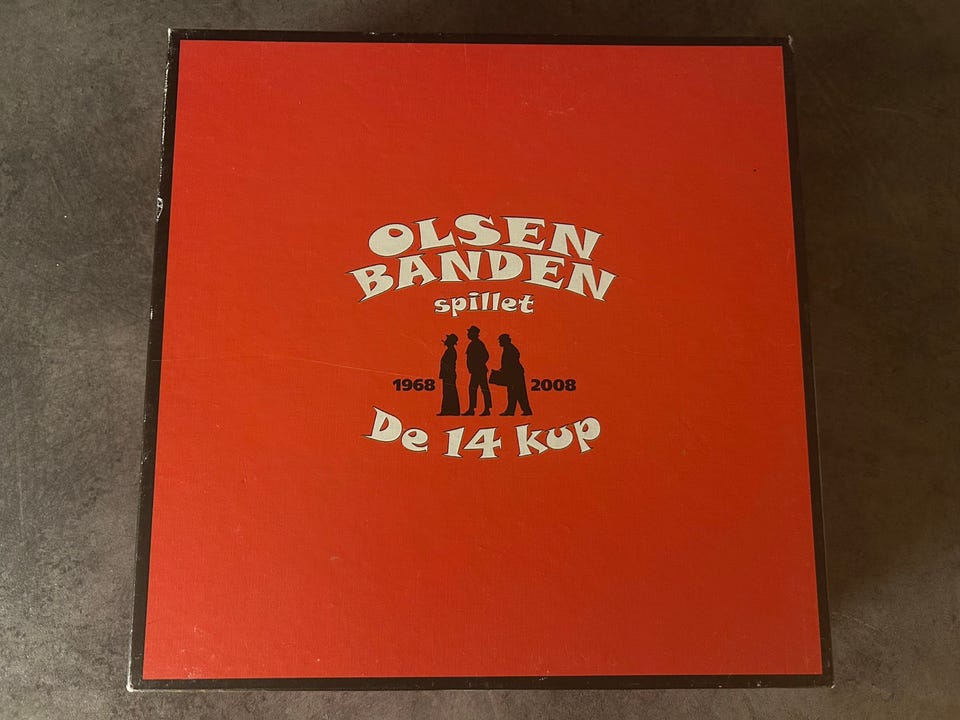 OLSEN
BANDEN
spillet
1968 2008
De 14 kup